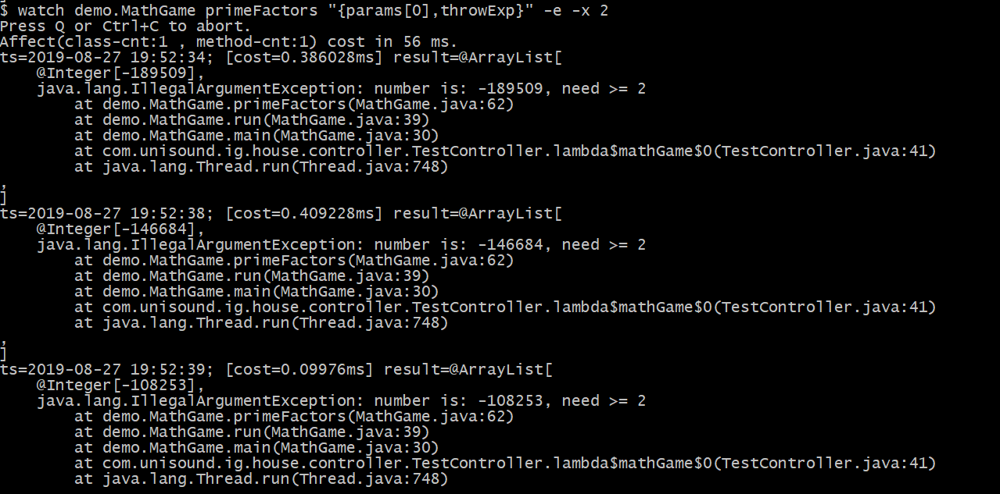 $ watch demo.MathGame primeFactors "{params[0],throwExp}" -e -x 2
Press Q or Ctrl+C to abort.
Affect(class-cnt:1 , method-cnt:1) cost in 56 ms.
ts=2019-08-27 19:52:34; [cost=0.386028ms] result=@ArrayList[
    @Integer[-189509],
    java.lang.IllegalArgumentException: number is: -189509, need >= 2
        at demo.MathGame.primeFactors(MathGame.java:62)
        at demo.MathGame.run(MathGame.java:39)
        at demo.MathGame.main(MathGame.java:30)
        at com.unisound.ig.house.controller.TestController.lambda$mathGame$0(TestController.java:41)
        at java.lang.Thread.run(Thread.java:748)
,
]
ts=2019-08-27 19:52:38; [cost=0.409228ms] result=@ArrayList[
    @Integer[-146684],
    java.lang.IllegalArgumentException: number is: -146684, need >= 2
        at demo.MathGame.primeFactors(MathGame.java:62)
        at demo.MathGame.run(MathGame.java:39)
        at demo.MathGame.main(MathGame.java:30)
        at com.unisound.ig.house.controller.TestController.lambda$mathGame$0(TestController.java:41)
        at java.lang.Thread.run(Thread.java:748)
,
]
ts=2019-08-27 19:52:39; [cost=0.09976ms] result=@ArrayList[
    @Integer[-108253],
    java.lang.IllegalArgumentException: number is: -108253, need >= 2
        at demo.MathGame.primeFactors(MathGame.java:62)
        at demo.MathGame.run(MathGame.java:39)
        at demo.MathGame.main(MathGame.java:30)
        at com.unisound.ig.house.controller.TestController.lambda$mathGame$0(TestController.java:41)
        at java.lang.Thread.run(Thread.java:748)